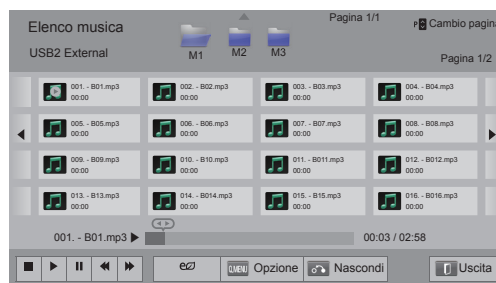 Elenco musica
Pagina 1/1
P Cambio pagina
USB2 External
M1 M2 M3
Pagina 1/2
001. - B01.mp3
00:00
002. - B02.mp3
00:00
003. - B03.mp3
00:00
004. - B04.mp3
00:00
005. - B05.mp3
00:00
006. - B06.mp3
00:00
007. - B07.mp3
00:00
008. - B08.mp3
00:00
009. - B09.mp3
00:00
010. - B10.mp3
00:00
011. - B011.mp3
00:00
012. - B012.mp3
00:00
013. - B13.mp3
00:00
014. - B014.mp3
00:00
015. - B15.mp3
00:00
016. - B016.mp3
00:00
001. - B01.mp3
00:03 / 02:58
Q.MENU Opzione
Nascondi
Uscita